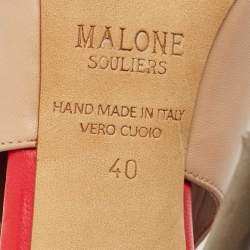 MALONE
SOULIERS
HAND MADE IN ITALY
VERO CUOIO
40